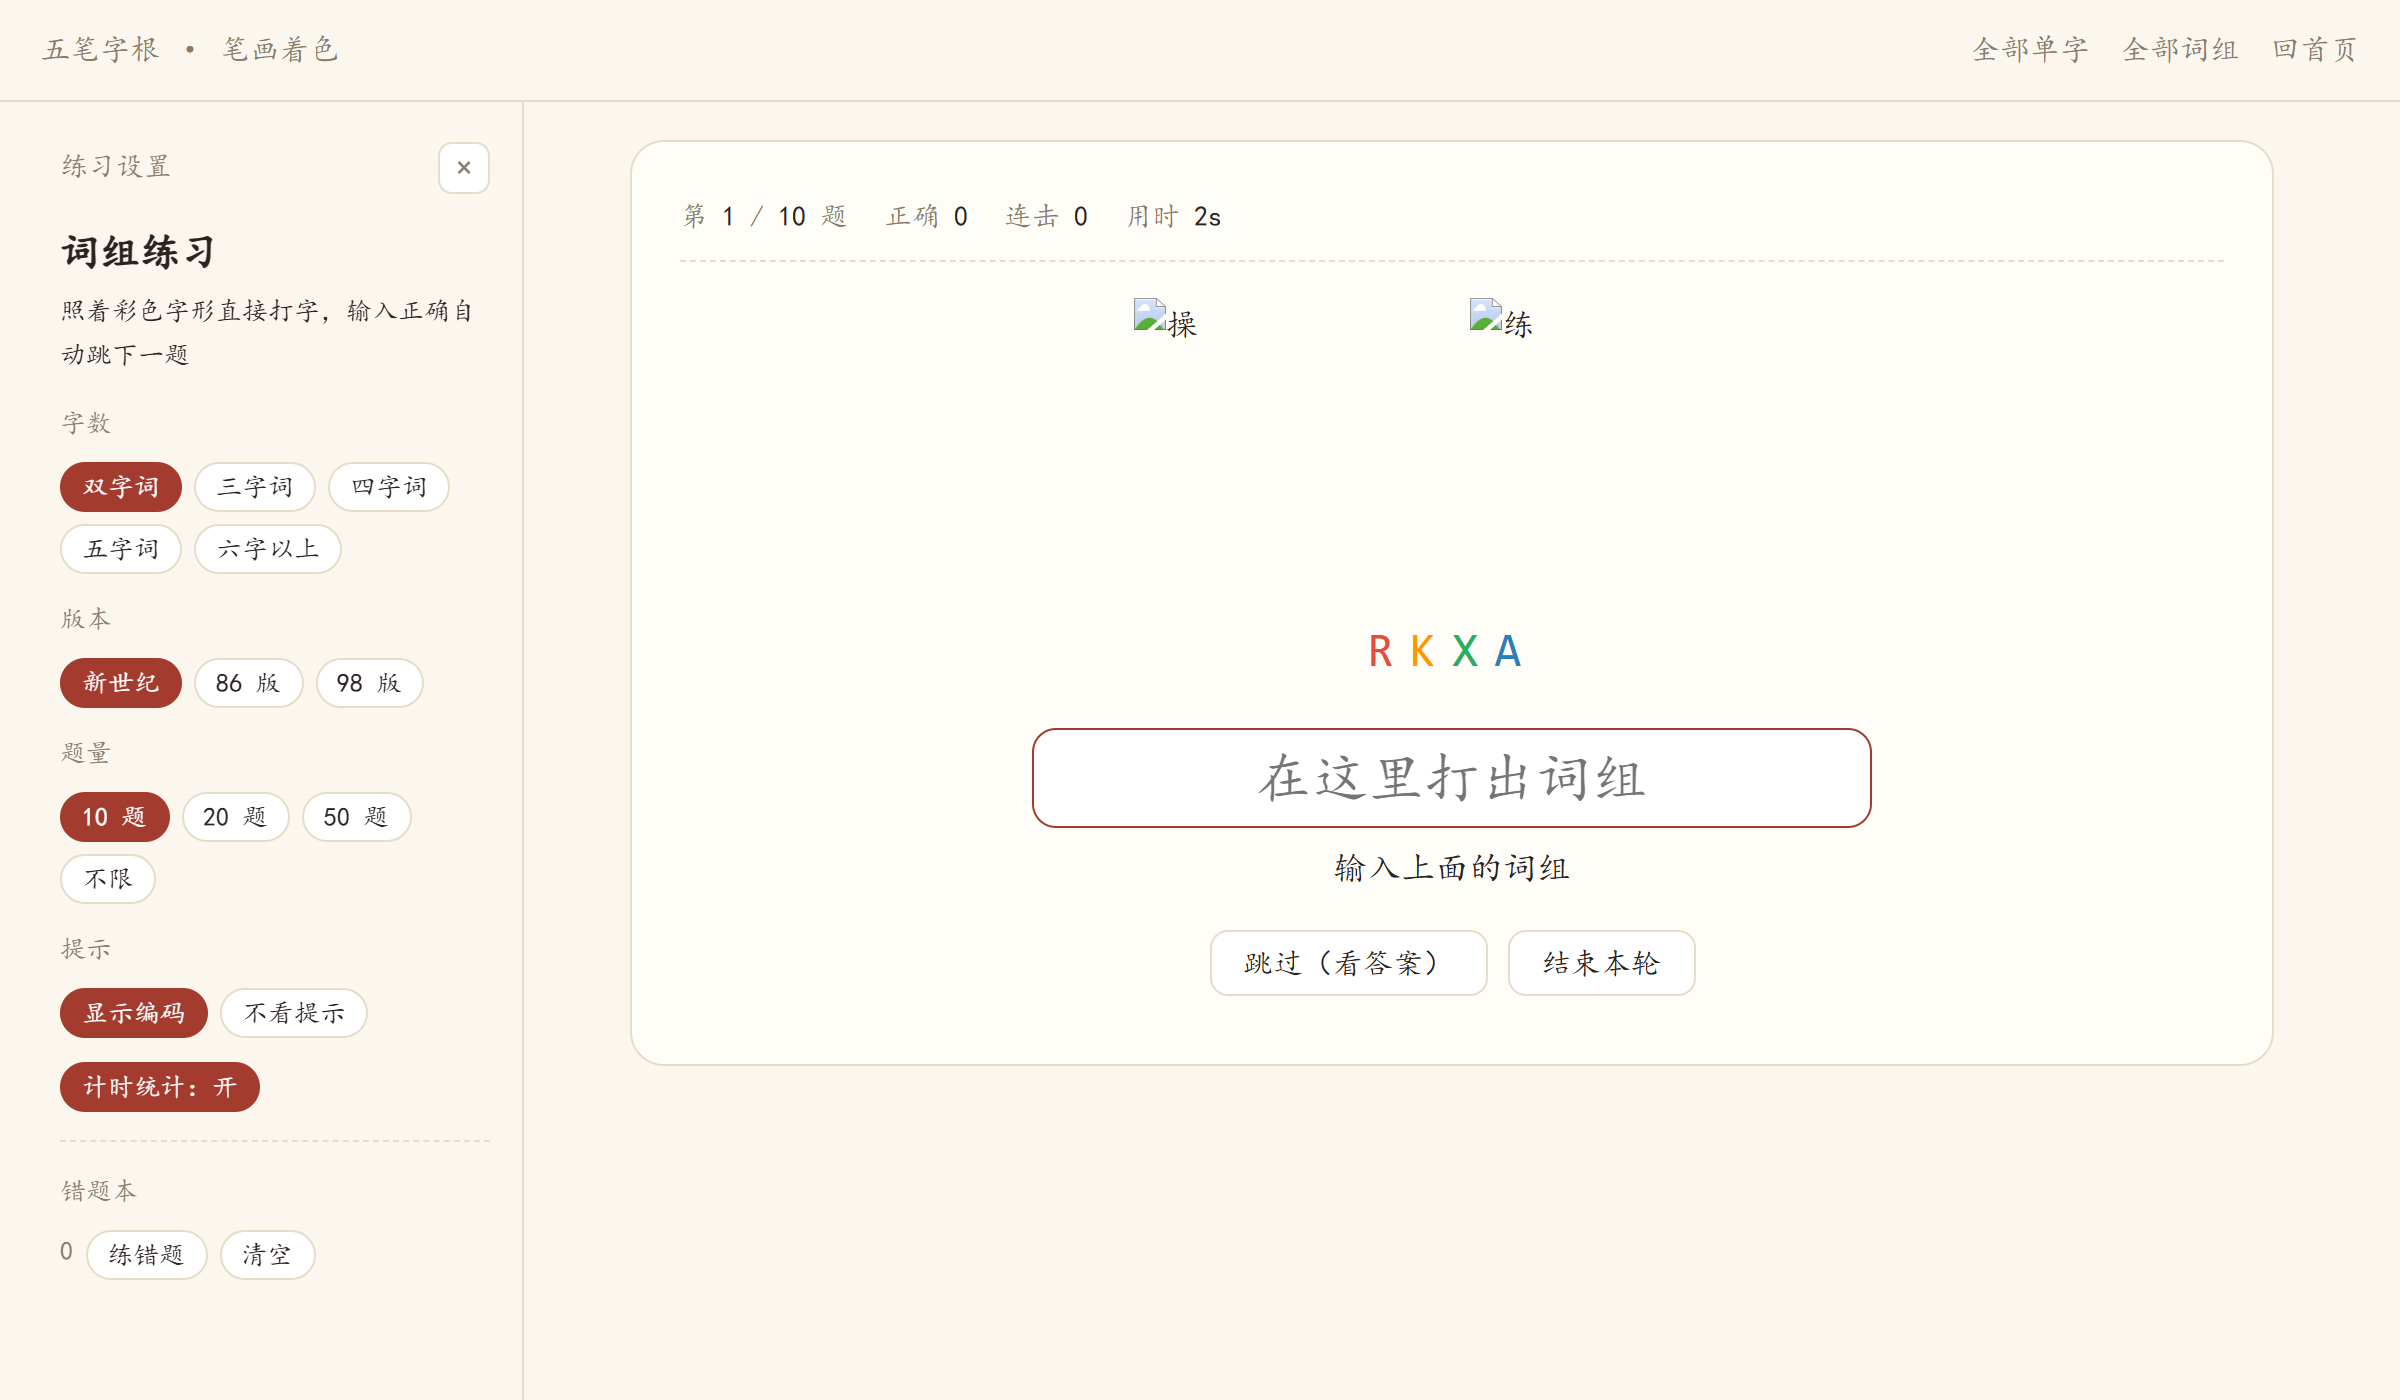 五笔字根 • 笔画着色
全部单字 全部词组 回首页
练习设置
×
词组练习
照着彩色字形直接打字，输入正确自
动跳下一题
字数
双字词 三字词 四字词
五字词 六字以上
版本
新世纪 86 版 98 版
题量
10 题 20 题 50 题
不限
提示
显示编码 不看提示
计时统计：开
错题本
0 练错题 清空
第 1 / 10 题 正确 0 连击 0 用时 2s
操 练
R K X A
在这里打出词组
输入上面的词组
跳过（看答案） 结束本轮